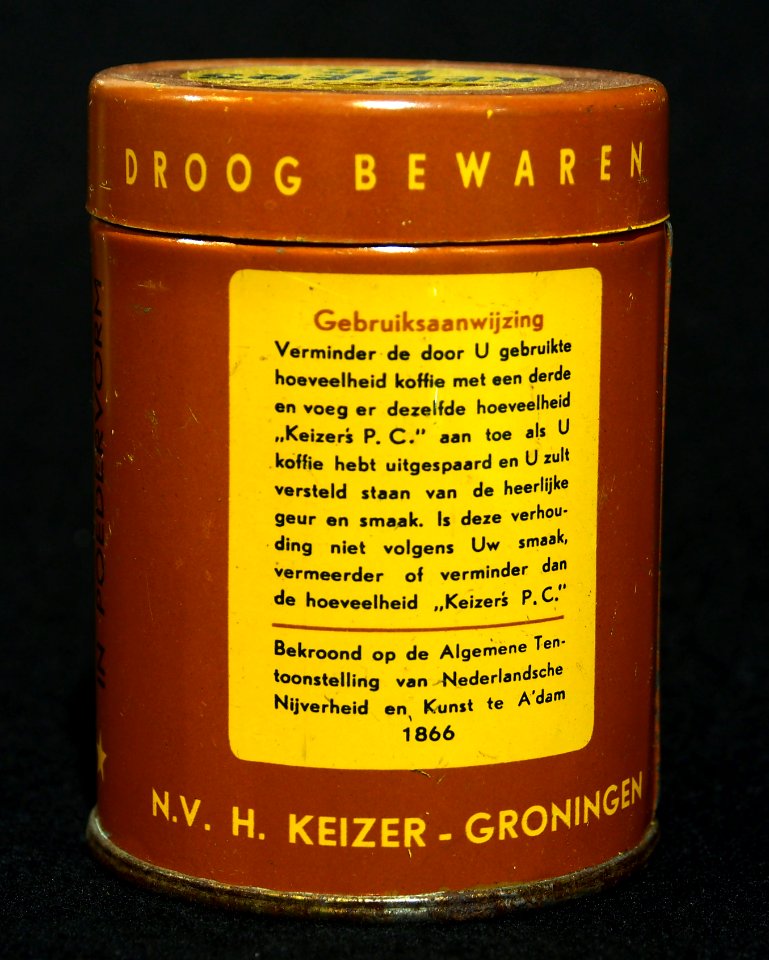 KEIZER'S
DROOG BEWAREN
IN POEDERVORM
Gebruiksaanwijzing
Verminder de door U gebruikte
hoeveelheid koffie met een derde
en voeg er dezelfde hoeveelheid
„Keizer's P. C.” aan toe als U
koffie hebt uitgespaard en U zult
versteld staan van de heerlijke
geur en smaak. Is deze verhou-
ding niet volgens Uw smaak,
vermeerder of verminder dan
de hoeveelheid „Keizer's P. C.”
Bekroond op de Algemene Ten-
toonstelling van Nederlandsche
Nijverheid en Kunst te A'dam
1866
N.V. H. KEIZER - GRONINGEN